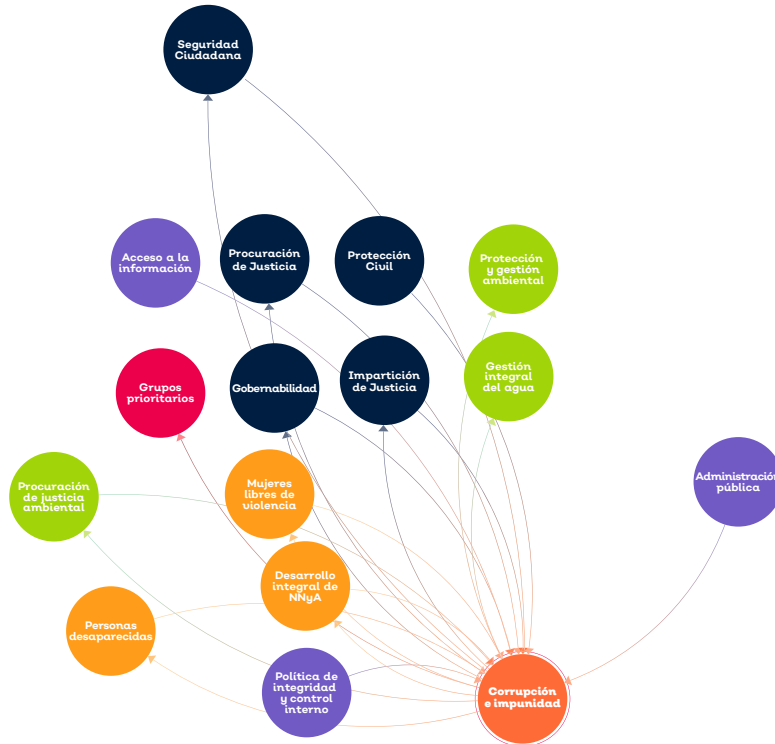 Seguridad
Ciudadana
Acceso a la
información
Procuración
de Justicia
Protección
Civil
Protección
y gestión
ambiental
Grupos
prioritarios
Gobernabilidad
Impartición
de Justicia
Gestión
integral
del agua
Procuración
de justicia
ambiental
Mujeres
libres de
violencia
Administración
pública
Desarrollo
integral de
NNyA
Personas
desaparecidas
Política de
integridad
y control
interno
Corrupción
e impunidad